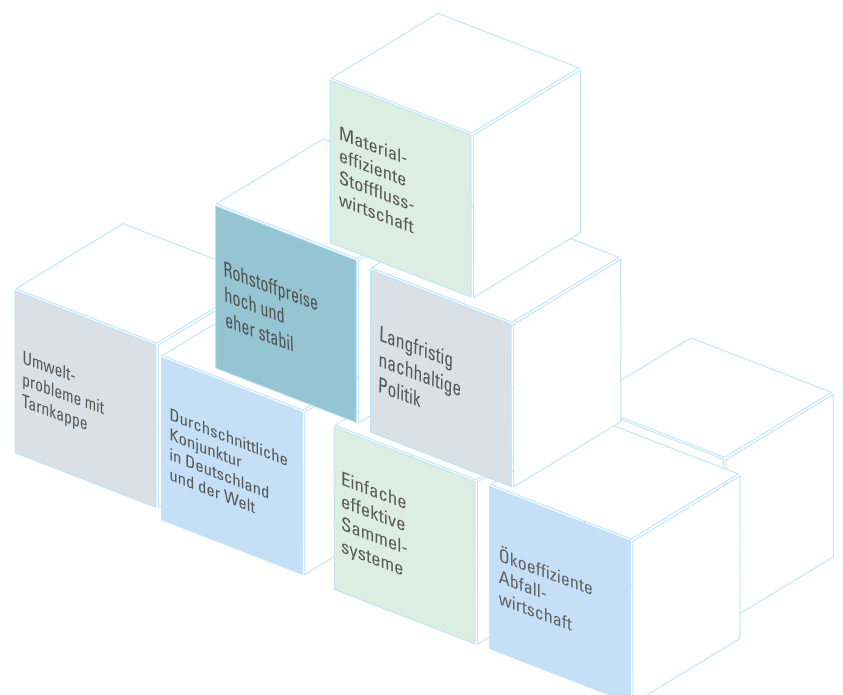 Material-
effiziente
Stofffluss-
wirtschaft
Rohstoffpreise
hoch und
eher stabil
Langfristig
nachhaltige
Politik
Umwelt-
probleme mit
Tarnkappe
Durchschnittliche
Konjunktur
in Deutschland
und der Welt
Einfache
effektive
Sammel-
systeme
Ökoeffiziente
Abfall-
wirtschaft